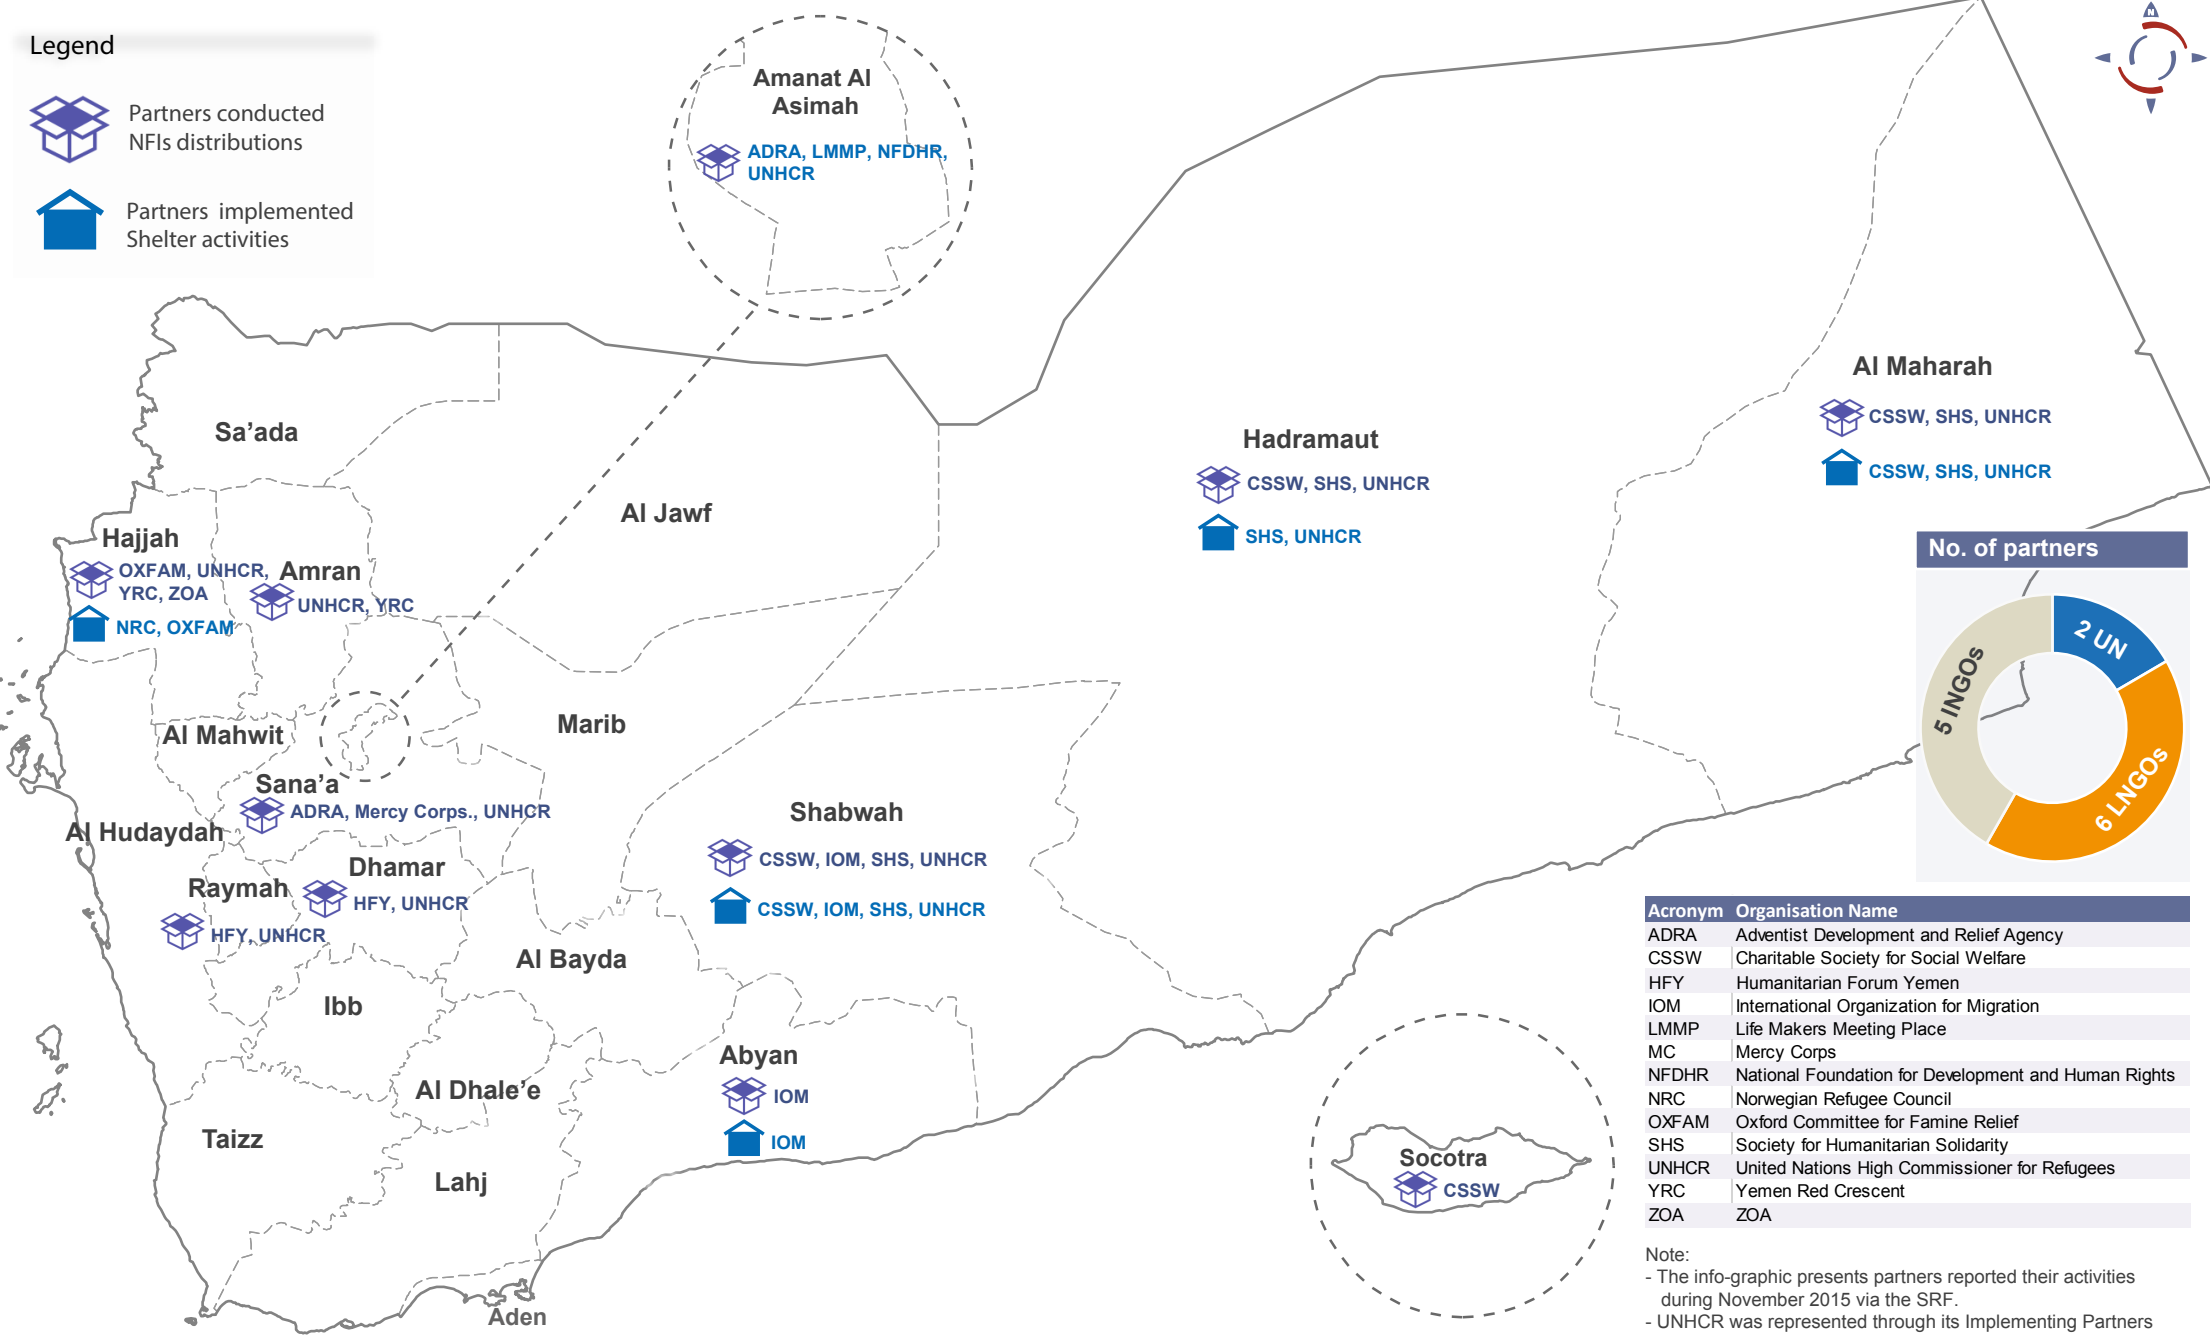 Legend
Partners conducted
NFIs distributions
Partners implemented
Shelter activities
N
Amanat Al
Asimah
ADRA, LMMP, NFDHR,
UNHCR
Sa’ada
Al Jawf
Hadramaut
CSSW, SHS, UNHCR
SHS, UNHCR
Al Maharah
CSSW, SHS, UNHCR
CSSW, SHS, UNHCR
Hajjah
OXFAM, UNHCR,
YRC, ZOA
NRC, OXFAM
Amran
UNHCR, YRC
Al Mahwit
Marib
Sana’a
ADRA, Mercy Corps., UNHCR
Al Hudaydah
Dhamar
HFY, UNHCR
Raymah
HFY, UNHCR
Shabwah
CSSW, IOM, SHS, UNHCR
CSSW, IOM, SHS, UNHCR
Al Bayda
Ibb
Abyan
IOM
IOM
Al Dhale’e
Taizz
Lahj
Aden
Socotra
CSSW
No. of partners
2 UN
5 INGOs
6 LNGOs
Acronym Organisation Name
ADRA Adventist Development and Relief Agency
CSSW Charitable Society for Social Welfare
HFY Humanitarian Forum Yemen
IOM International Organization for Migration
LMMP Life Makers Meeting Place
MC Mercy Corps
NFDHR National Foundation for Development and Human Rights
NRC Norwegian Refugee Council
OXFAM Oxford Committee for Famine Relief
SHS Society for Humanitarian Solidarity
UNHCR United Nations High Commissioner for Refugees
YRC Yemen Red Crescent
ZOA ZOA
Note:
- The info-graphic presents partners reported their activities
during November 2015 via the SRF.
- UNHCR was represented through its Implementing Partners